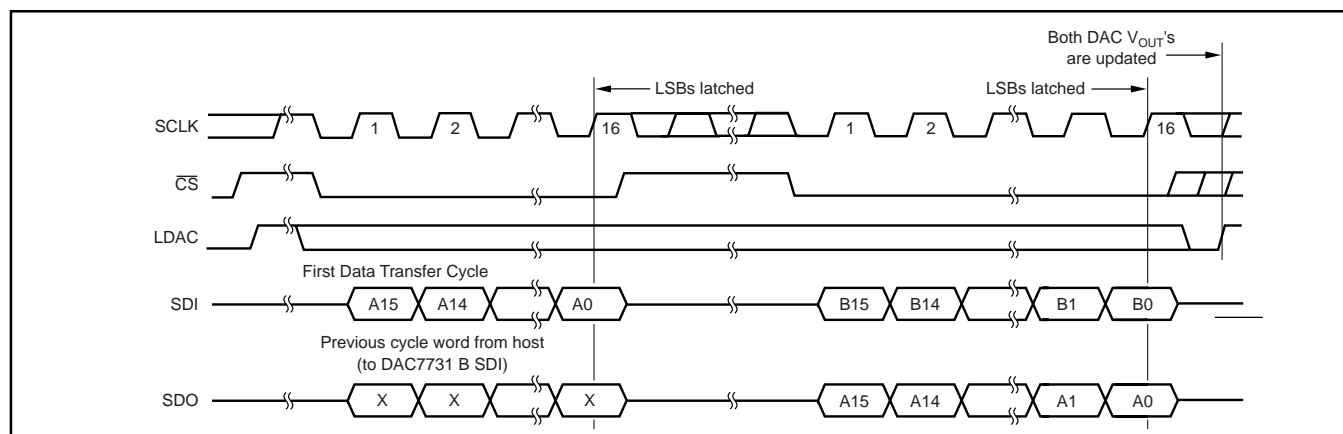 Both DAC VOUT's
are updated
LSBs latched
LSBs latched
SCLK 1 2 16 1 2 16
CS
LDAC
First Data Transfer Cycle
SDI A15 A14 A0 B15 B14 B1 B0
Previous cycle word from host
(to DAC7731 B SDI)
SDO X X X A15 A14 A1 A0